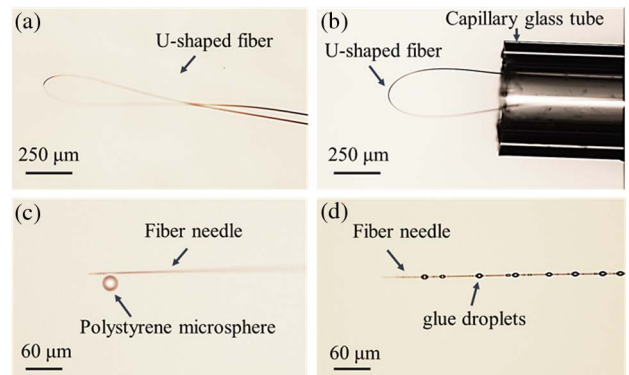 (a)
U-shaped fiber
250 μm
(b)
Capillary glass tube
U-shaped fiber
250 μm
(c)
Fiber needle
Polystyrene microsphere
60 μm
(d)
Fiber needle
glue droplets
60 μm